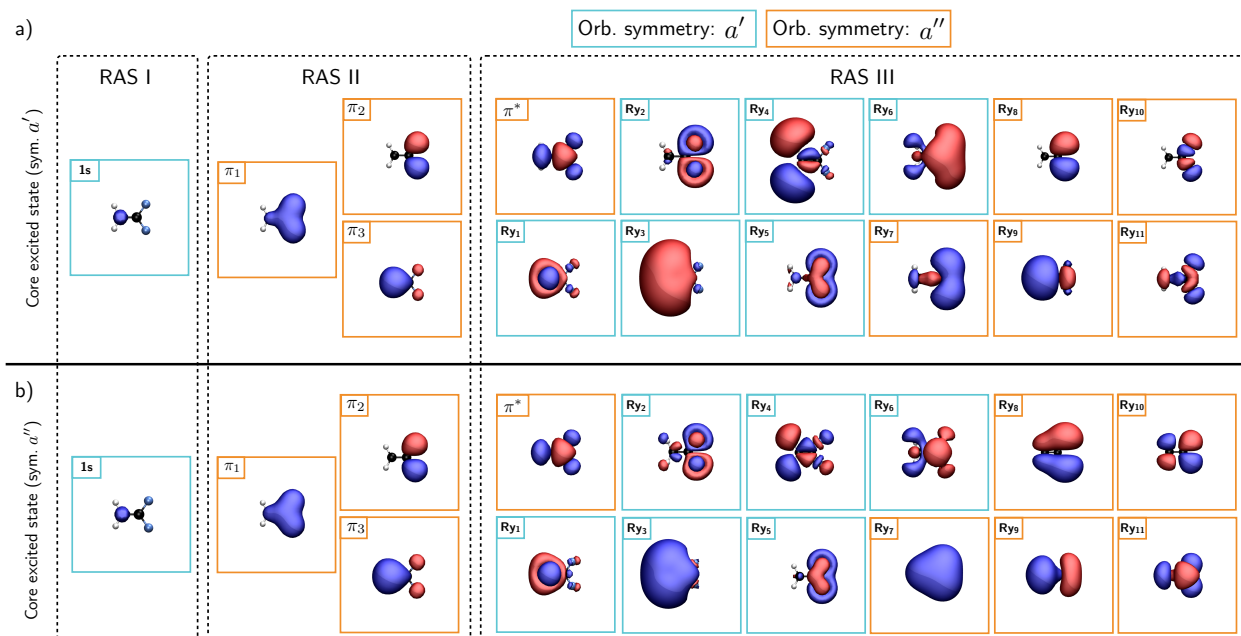 a)
Orb. symmetry: a′
Orb. symmetry: a′′
RAS I
RAS II
RAS III
Core excited state (sym. a′)
1s
π₁
π₂
π₃
π*
Ry₂
Ry₄
Ry₆
Ry₈
Ry₁₀
Ry₁
Ry₃
Ry₅
Ry₇
Ry₉
Ry₁₁
b)
Core excited state (sym. a′′)
1s
π₁
π₂
π₃
π*
Ry₂
Ry₄
Ry₆
Ry₈
Ry₁₀
Ry₁
Ry₃
Ry₅
Ry₇
Ry₉
Ry₁₁